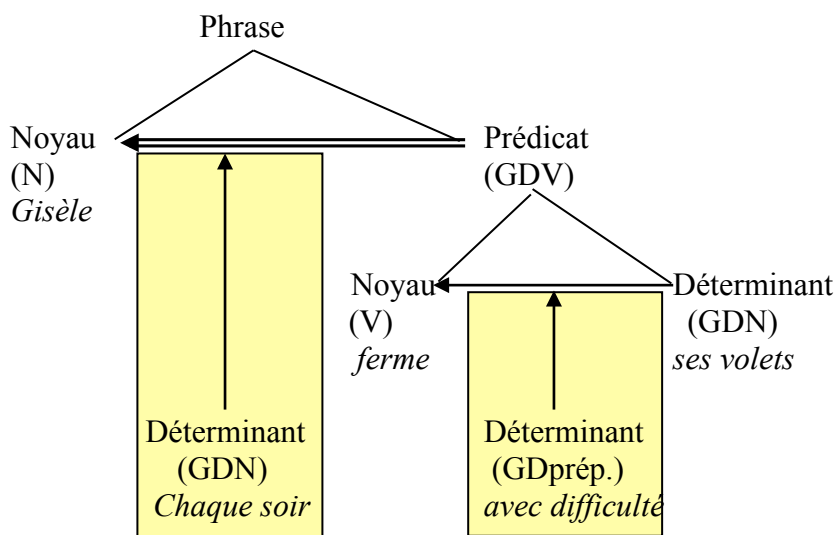 Phrase
Noyau
(N)
Gisèle
Prédicat
(GDV)
Noyau
(V)
ferme
Déterminant
(GDN)
ses volets
Déterminant
(GDN)
Chaque soir
Déterminant
(GDprép.)
avec difficulté